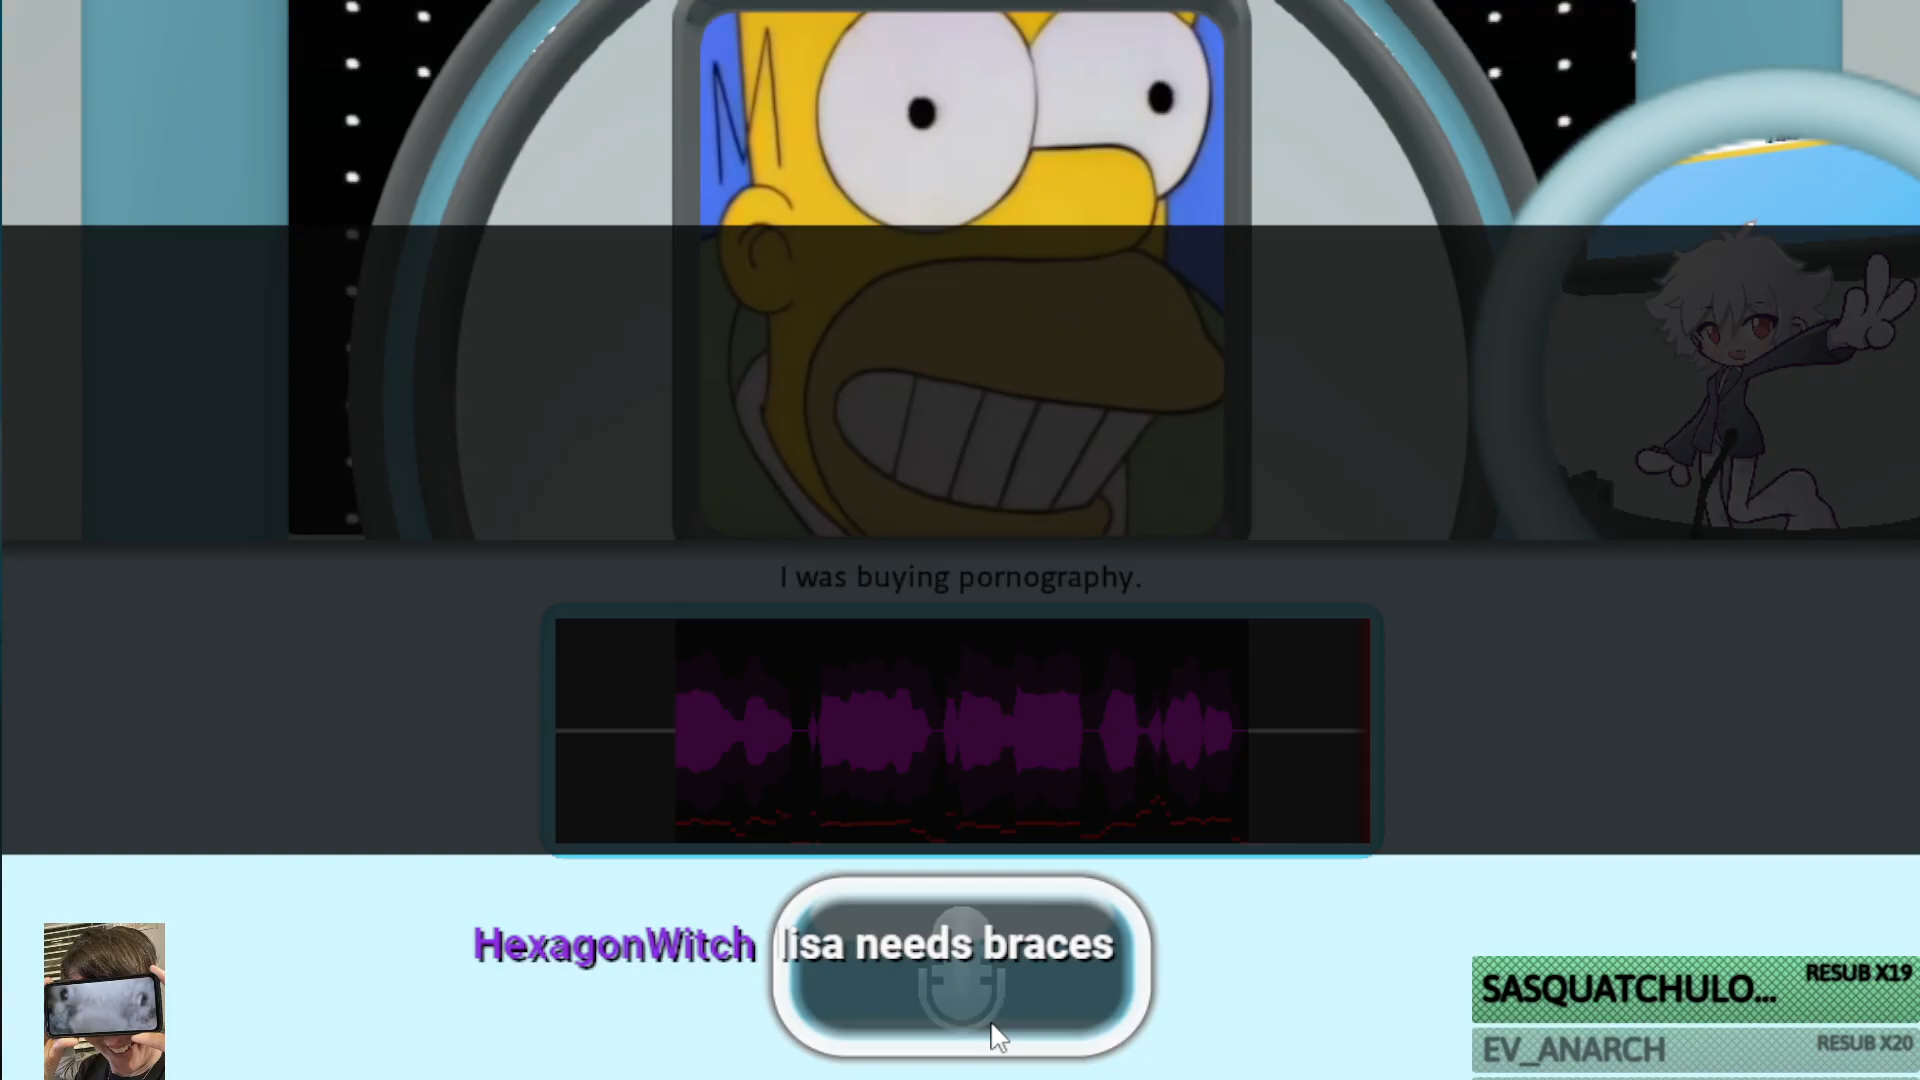 I was buying pornography.
HexagonWitch lisa needs braces
SASQUATCHULO... RESUB X19
EV_ANARCH RESUB X20